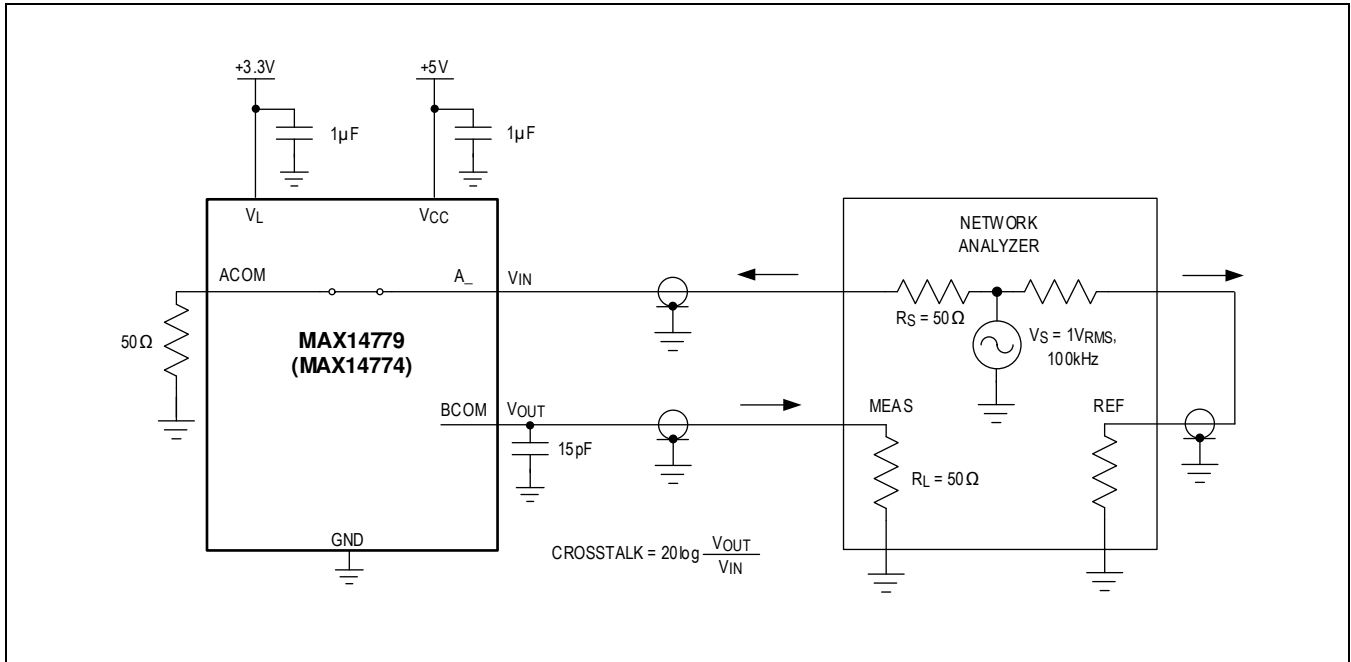 +3.3V
+5V
1µF
1µF
VL
VCC
NETWORK
ANALYZER
ACOM
A_
VIN
RS = 50Ω
VS = 1VRMS,
100kHz
50Ω
MAX14779
(MAX14774)
BCOM
VOUT
MEAS
REF
15pF
RL = 50Ω
GND
CROSSTALK = 20log VOUT
VIN